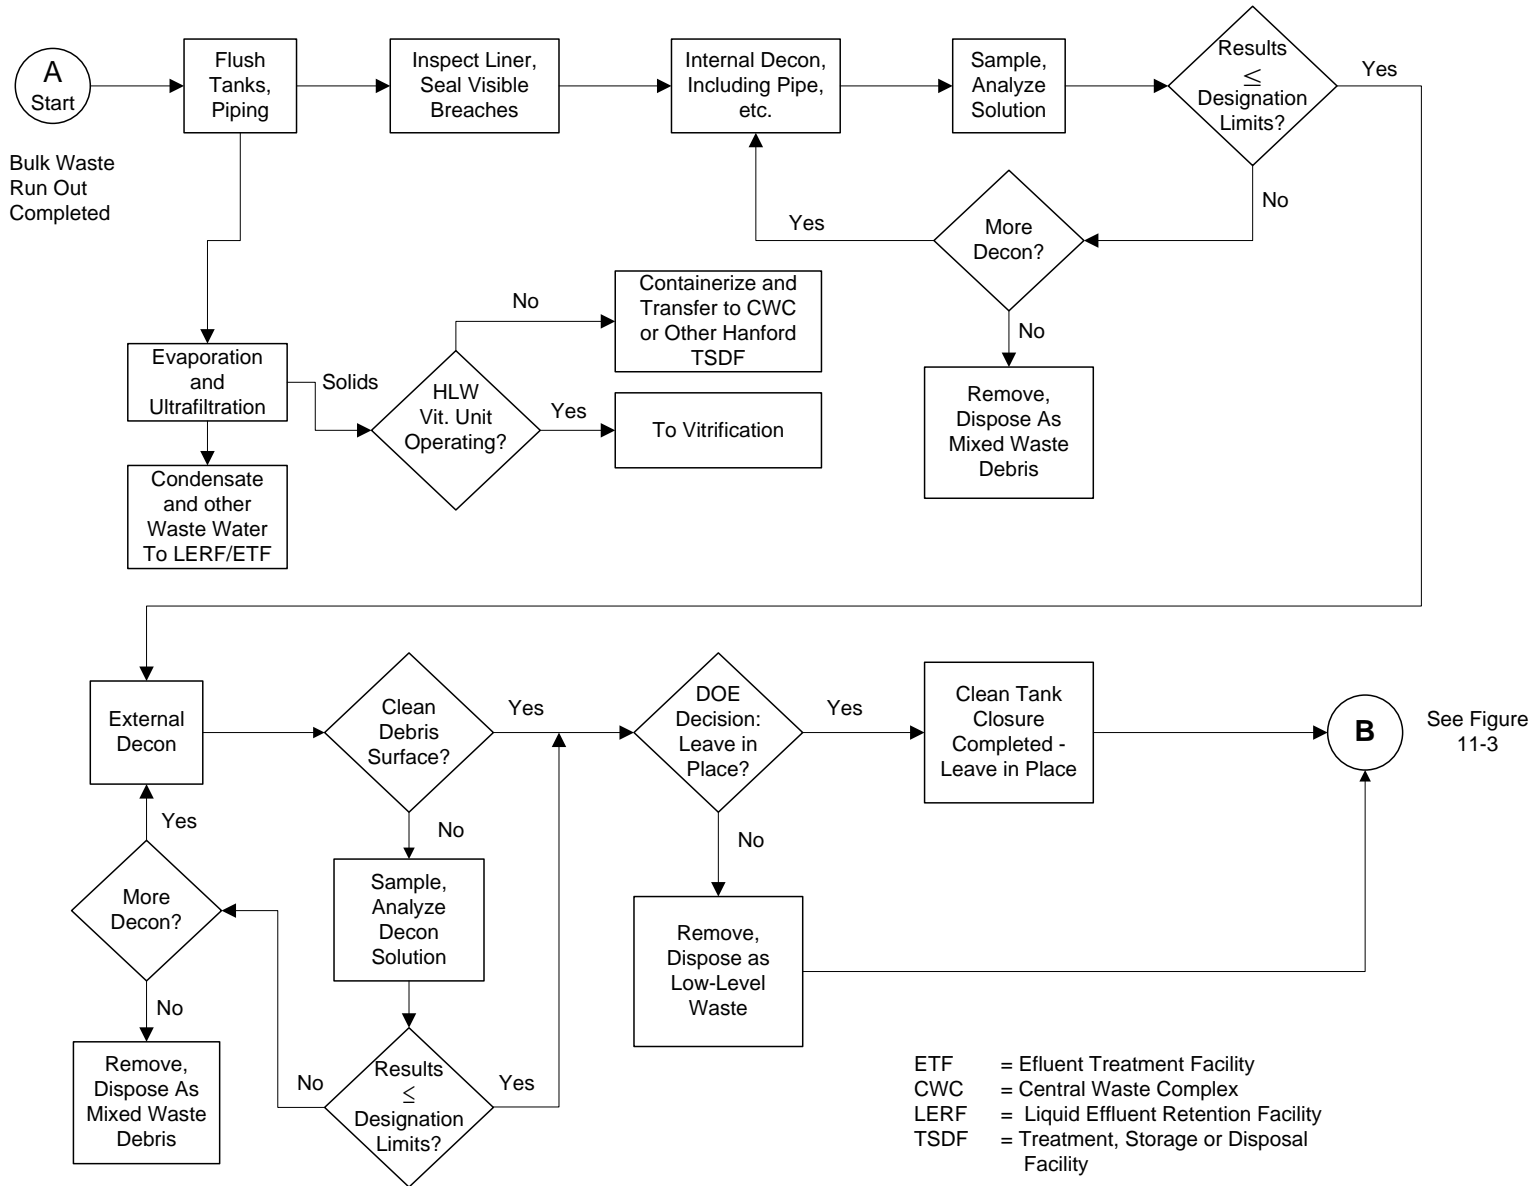 A
Start
Bulk Waste
Run Out
Completed
Flush
Tanks,
Piping
Inspect Liner,
Seal Visible
Breaches
Internal Decon,
Including Pipe,
etc.
Sample,
Analyze
Solution
Results
≤
Designation
Limits?
Yes
No
More
Decon?
Yes
No
Remove,
Dispose As
Mixed Waste
Debris
Evaporation
and
Ultrafiltration
Solids
Condensate
and other
Waste Water
To LERF/ETF
HLW
Vit. Unit
Operating?
No
Containerize and
Transfer to CWC
or Other Hanford
TSDF
Yes
To Vitrification
External
Decon
Clean
Debris
Surface?
Yes
No
DOE
Decision:
Leave in
Place?
Yes
No
Clean Tank
Closure
Completed -
Leave in Place
B
See Figure
11-3
Sample,
Analyze
Decon
Solution
Results
≤
Designation
Limits?
No
Yes
More
Decon?
Yes
No
Remove,
Dispose As
Mixed Waste
Debris
Remove,
Dispose as
Low-Level
Waste
ETF = Efluent Treatment Facility
CWC = Central Waste Complex
LERF = Liquid Effluent Retention Facility
TSDF = Treatment, Storage or Disposal
Facility